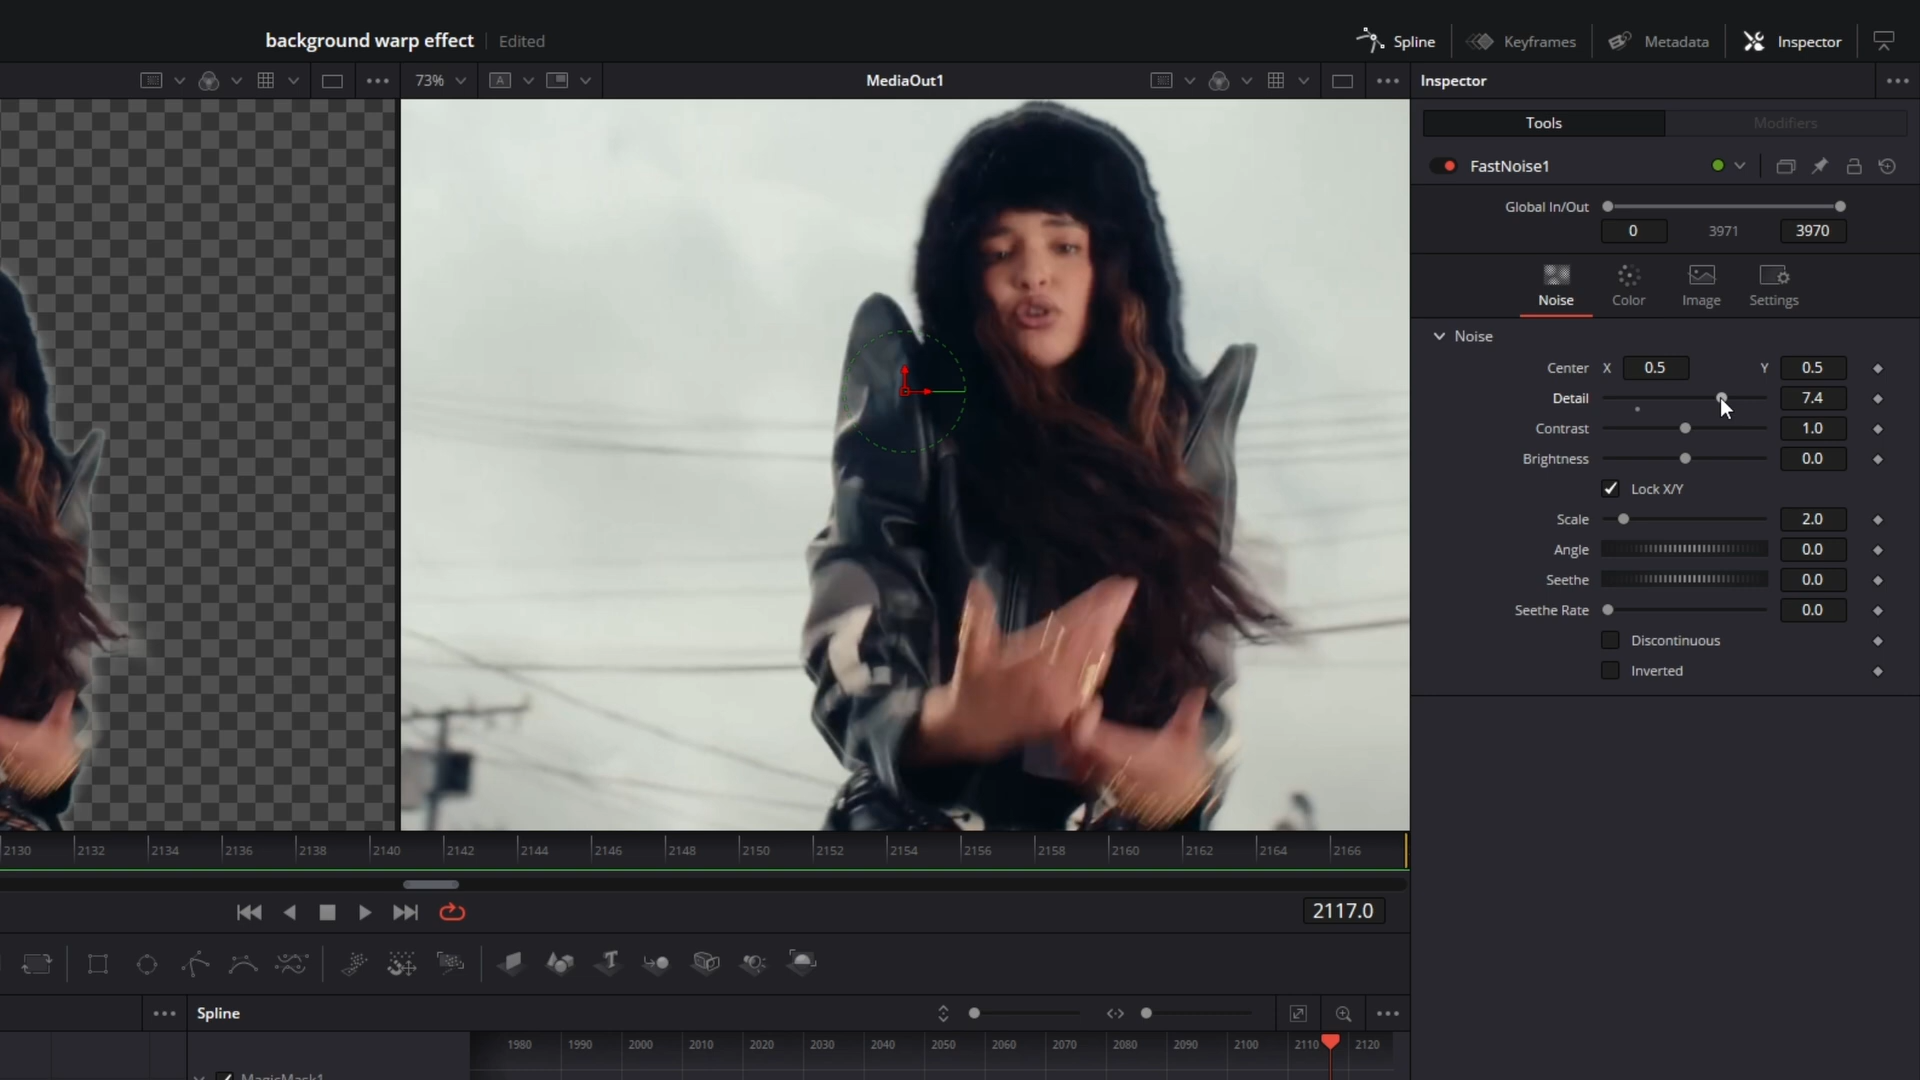 background warp effect Edited
Spline Keyframes Metadata Inspector
73% A MediaOut1
Inspector
Tools Modifiers
FastNoise1
Global In/Out
0 3971 3970
Noise Color Image Settings
Noise
Center X 0.5 Y 0.5
Detail 7.4
Contrast 1.0
Brightness 0.0
Lock X/Y
Scale 2.0
Angle 0.0
Seethe 0.0
Seethe Rate 0.0
Discontinuous
Inverted
2130 2132 2134 2136 2138 2140 2142 2144 2146 2148 2150 2152 2154 2156 2158 2160 2162 2164 2166
2117.0
T
Spline
1980 1990 2000 2010 2020 2030 2040 2050 2060 2070 2080 2090 2100 2110 2120
MagicMask1